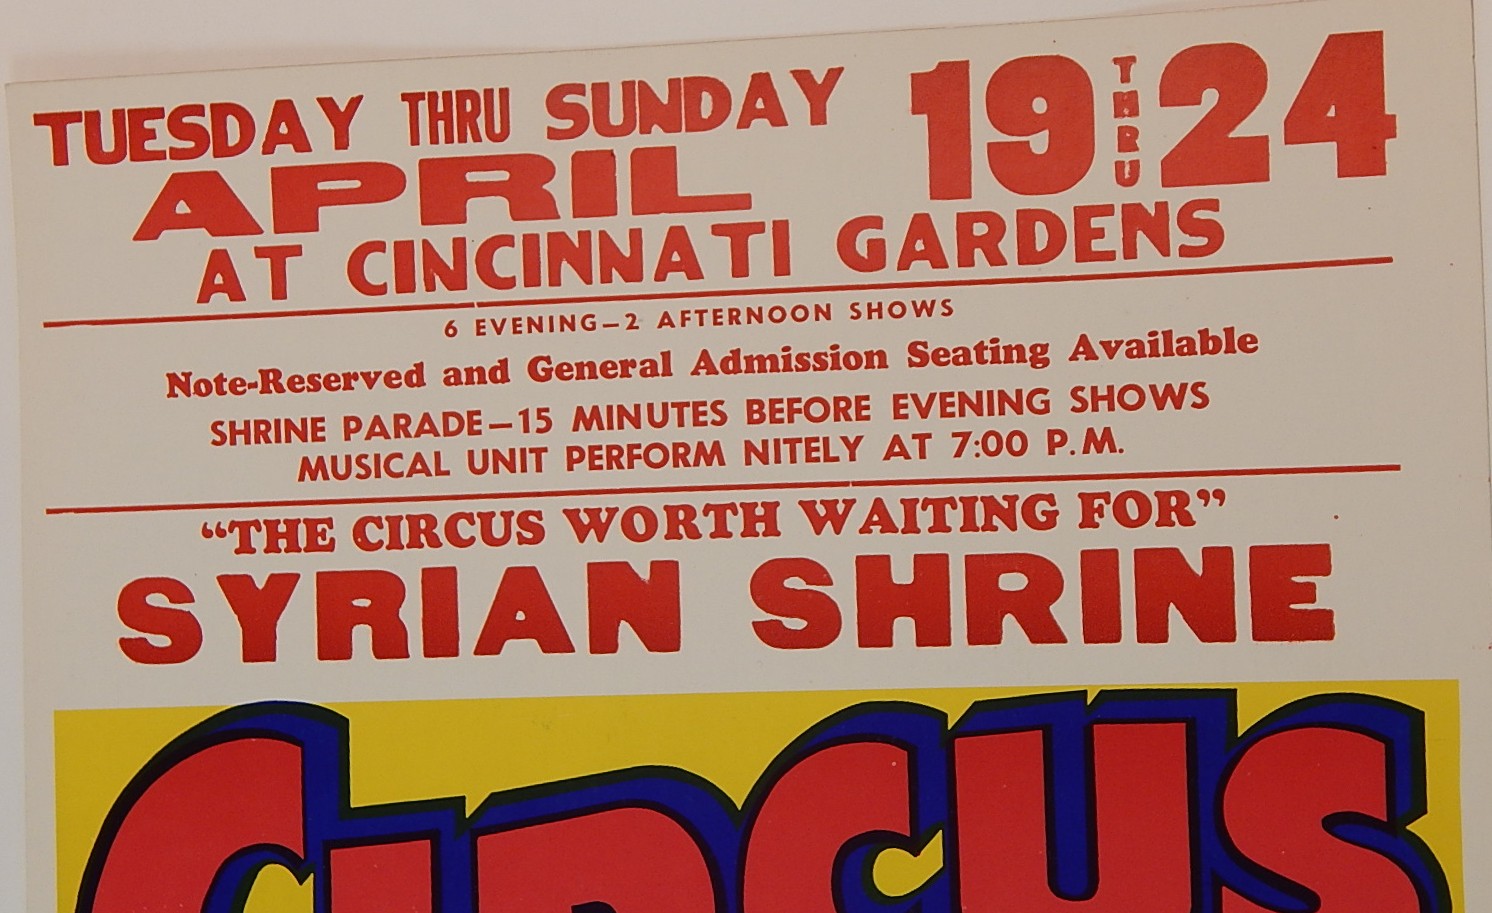 TUESDAY THRU SUNDAY 19 THRU 24
APRIL
AT CINCINNATI GARDENS
6 EVENING—2 AFTERNOON SHOWS
Note-Reserved and General Admission Seating Available
SHRINE PARADE—15 MINUTES BEFORE EVENING SHOWS
MUSICAL UNIT PERFORM NITELY AT 7:00 P.M.
“THE CIRCUS WORTH WAITING FOR”
SYRIAN SHRINE
CIRCUS